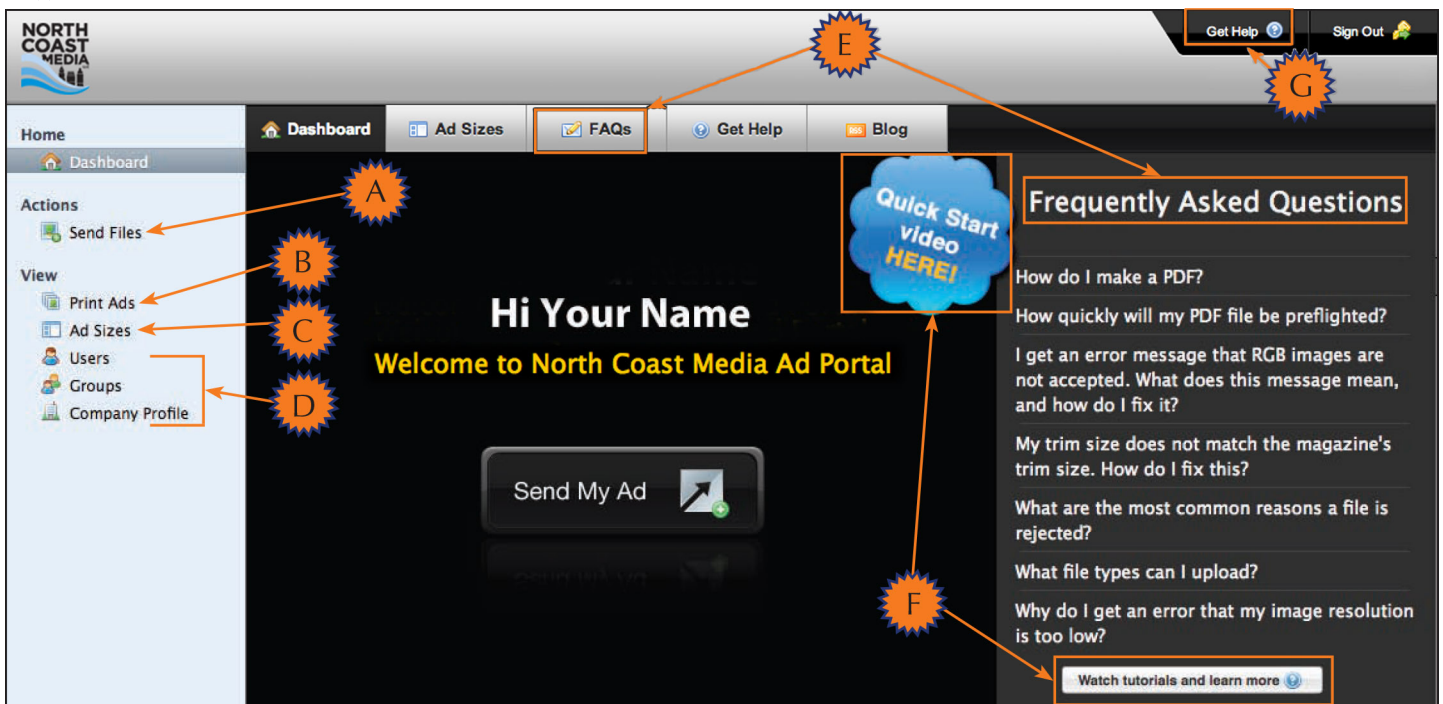 NORTH
COAST
MEDIA
Get Help
Sign Out
E
G
Home
Dashboard
Actions
Send Files
View
Print Ads
Ad Sizes
Users
Groups
Company Profile
A
B
C
D
Dashboard
Ad Sizes
FAQs
Get Help
RSS
Blog
Quick Start
video
HERE!
Hi Your Name
Welcome to North Coast Media Ad Portal
Send My Ad
F
Frequently Asked Questions
How do I make a PDF?
How quickly will my PDF file be preflighted?
I get an error message that RGB images are
not accepted. What does this message mean,
and how do I fix it?
My trim size does not match the magazine's
trim size. How do I fix this?
What are the most common reasons a file is
rejected?
What file types can I upload?
Why do I get an error that my image resolution
is too low?
Watch tutorials and learn more